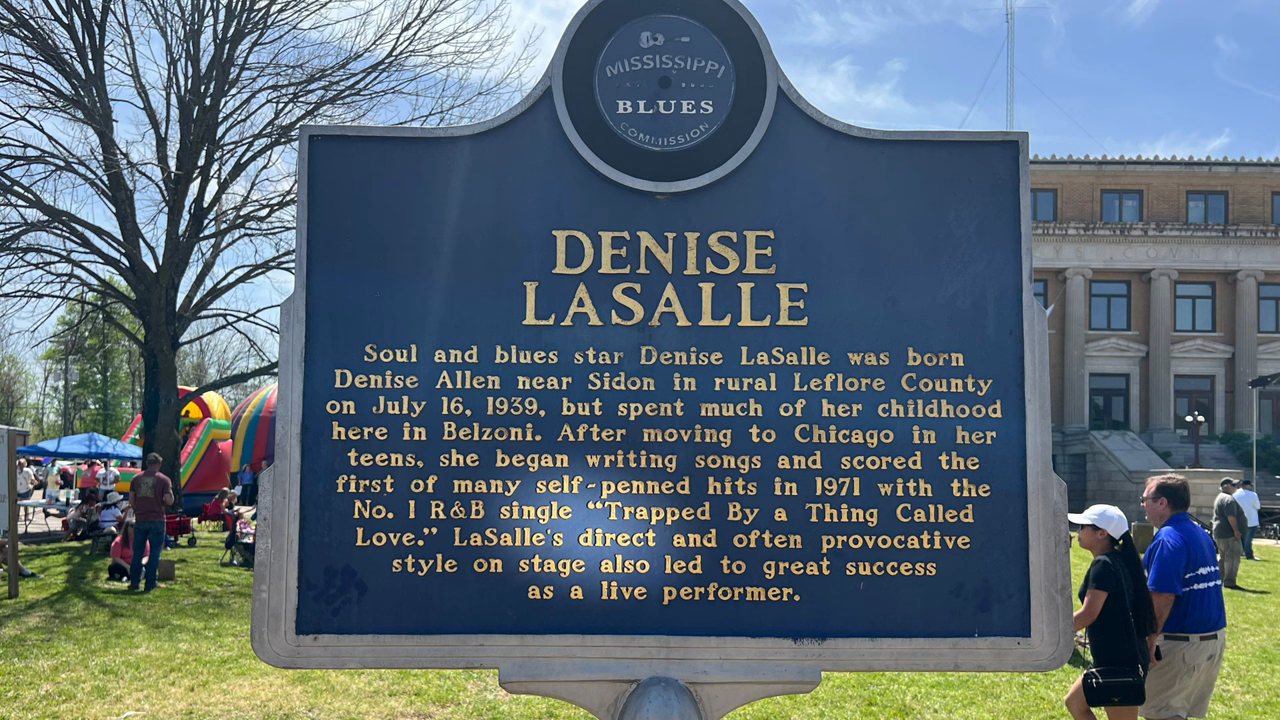 MISSISSIPPI
BLUES
COMMISSION
DENISE
LASALLE
Soul and blues star Denise LaSalle was born
Denise Allen near Sidon in rural Leflore County
on July 16, 1939, but spent much of her childhood
here in Belzoni. After moving to Chicago in her
teens, she began writing songs and scored the
first of many self-penned hits in 1971 with the
No. 1 R&B single “Trapped By a Thing Called
Love.” LaSalle's direct and often provocative
style on stage also led to great success
as a live performer.
COUNTY